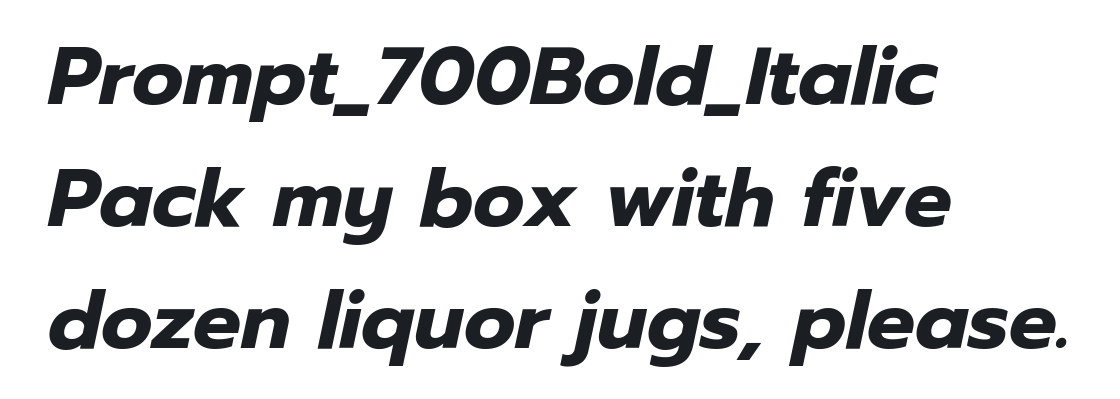 Prompt_700Bold_Italic
Pack my box with five
dozen liquor jugs, please.